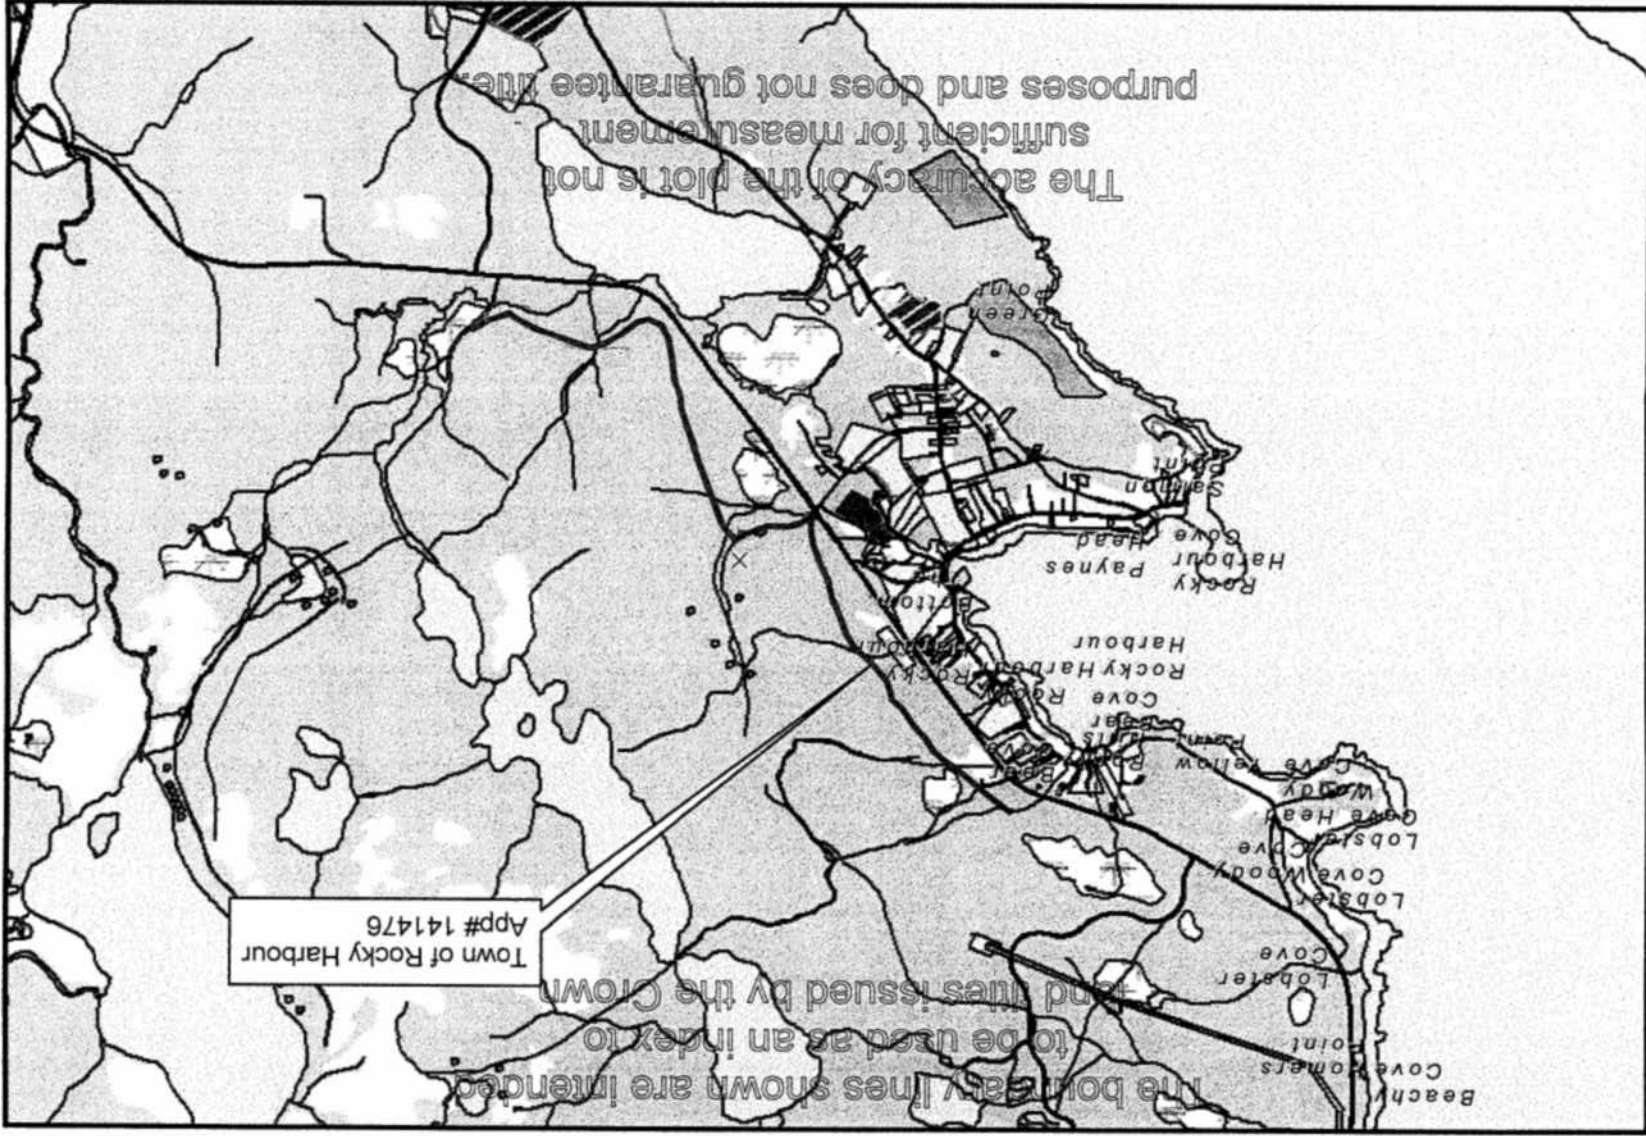 The boundary lines shown are intended
to be used as an index to
land titles issued by the Crown
Town of Rocky Harbour
App# 141476
The accuracy of the plot is not
sufficient for measurement
purposes and does not guarantee title.
Beachy
Cove
Point
Lobster
Cove
Lobster
Cove
Woody
Cove
Lobster
Cove Head
Woody
Cove
Yellow
Point
Bear
Cove
Rocky Harbour
Harbour
Rocky
Harbour
Bottom
Rocky
Harbour
Cove
Paynes
Head
Salmon
Point
Green
Point